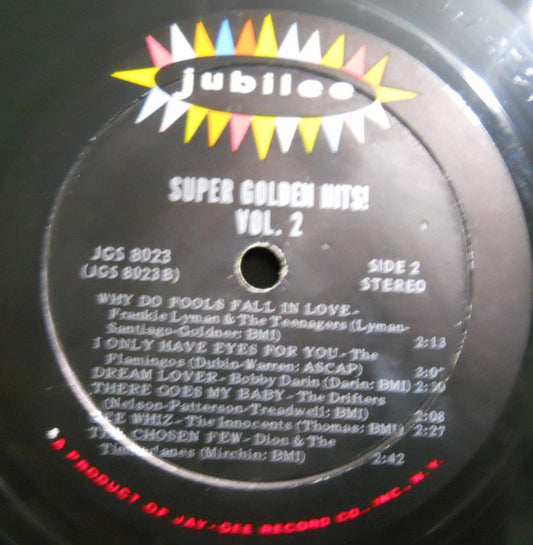 jubilee
SUPER GOLDEN HITS!
VOL. 2
JGS 8023
(JGS 8023 B)
SIDE 2
STEREO
WHY DO FOOLS FALL IN LOVE -
Frankie Lyman & The Teenagers (Lyman-
Santiago-Goldner: BMI) 2:13
I ONLY HAVE EYES FOR YOU - The
Flamingos (Dubin-Warren: ASCAP)
DREAM LOVER - Bobby Darin (Darin: BMI)
THERE GOES MY BABY - The Drifters
(Nelson-Patterson-Treadwell: BMI) 2:08
GEE WHIZ - The Innocents (Thomas: BMI) 2:27
THE CHOSEN FEW - Dion & The
Timberlanes (Mirchin: BMI) 2:42
A PRODUCT OF JAY-GEE RECORD CO., INC., N.Y.